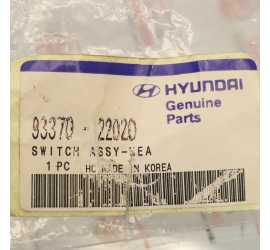 HYUNDAI
Genuine
Parts
93370 - 22020
SWITCH ASSY-
1 PC MADE IN KOREA